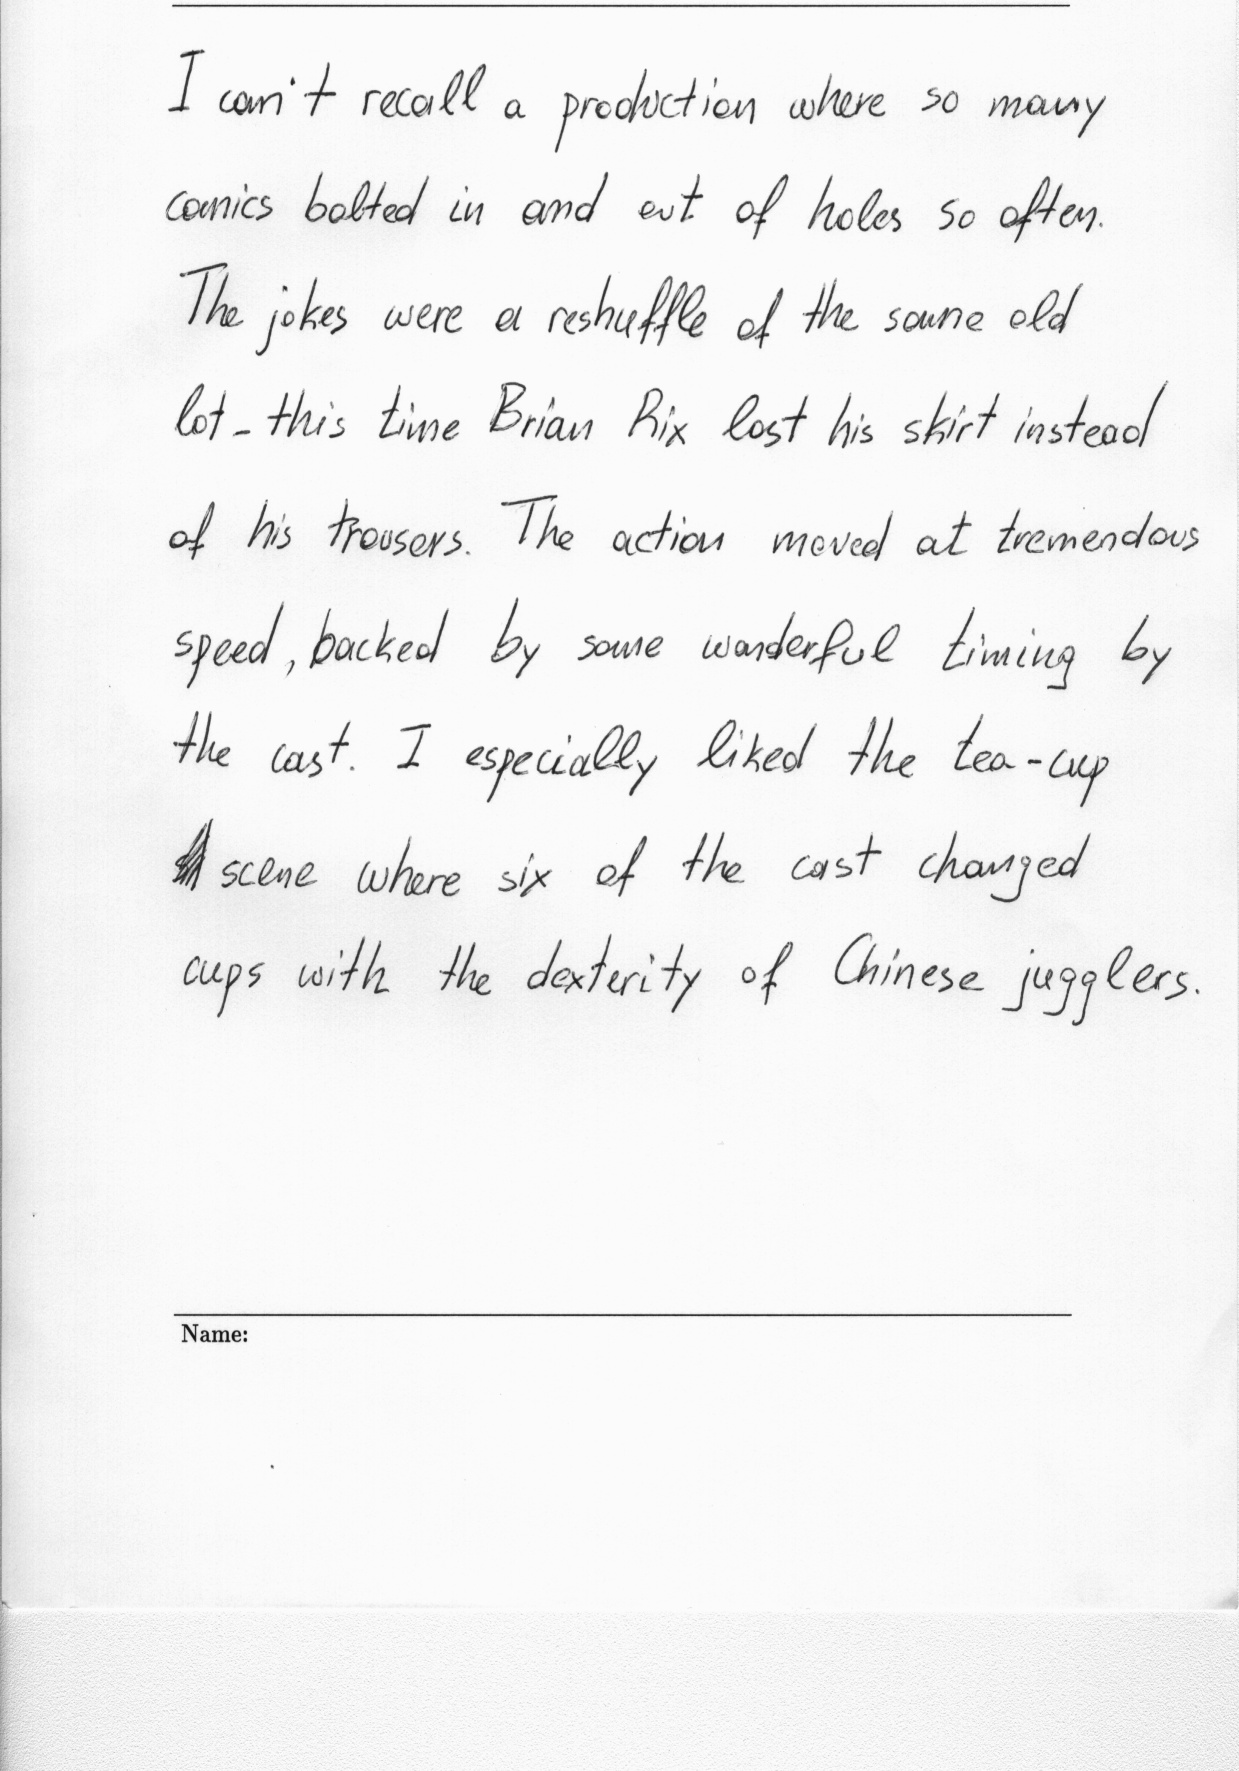 I can't recall a production where so many
comics bolted in and out of holes so often.
The jokes were a reshuffle of the same old
lot - this time Brian Rix lost his skirt instead
of his trousers. The action moved at tremendous
speed, backed by some wonderful timing by
the cast. I especially liked the tea-cup
scene where six of the cast changed
cups with the dexterity of Chinese jugglers.
Name: